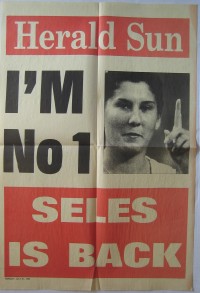 Herald Sun
I'M
No 1
SELES
IS BACK